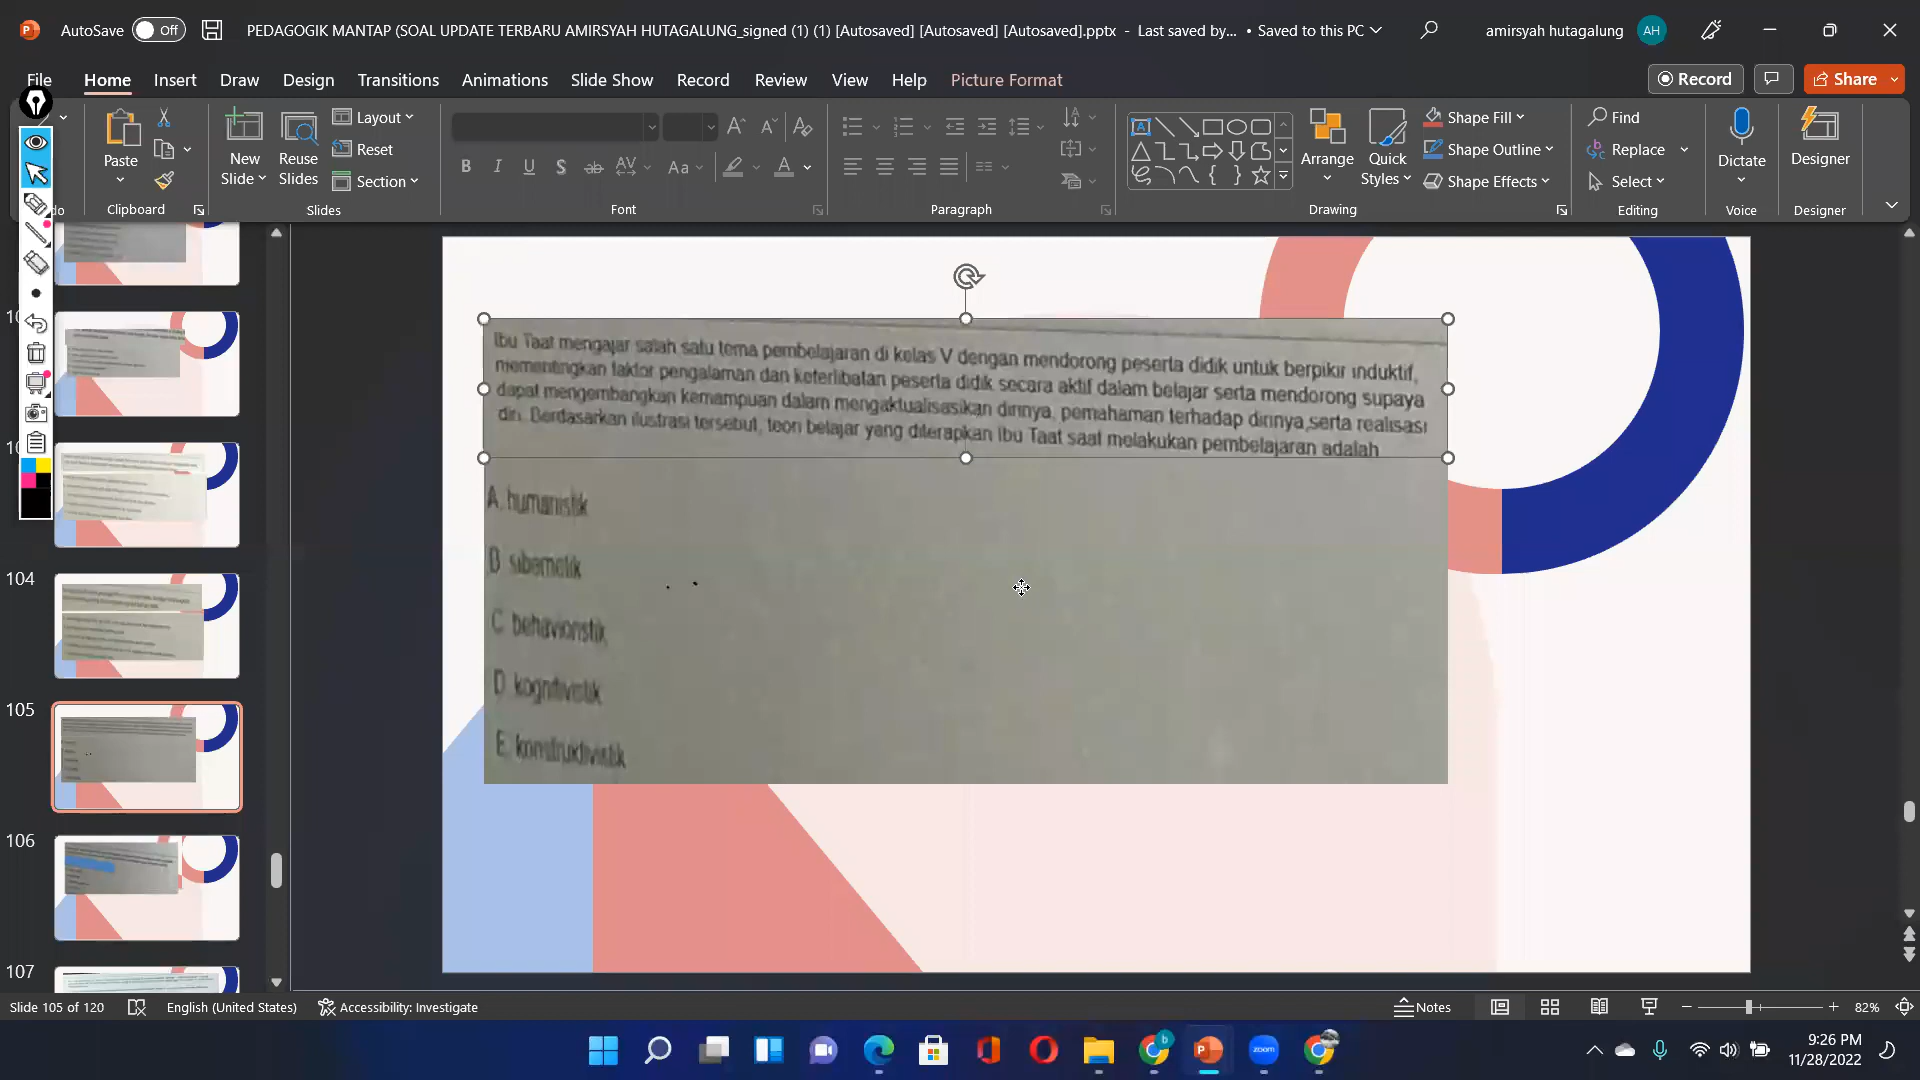 AutoSave Off PEDAGOGIK MANTAP (SOAL UPDATE TERBARU AMIRSYAH HUTAGALUNG_signed (1) (1) [Autosaved] [Autosaved] [Autosaved].pptx - Last saved by... • Saved to this PC amirsyah hutagalung AH
File Home Insert Draw Design Transitions Animations Slide Show Record Review View Help Picture Format Record Share
Paste
New Slide
Reuse Slides
Layout
Reset
Section
Shape Fill
Shape Outline
Shape Effects
Arrange
Quick Styles
Find
Replace
Select
Dictate
Designer
Clipboard Slides Font Paragraph Drawing Editing Voice Designer
Ibu Taat mengajar salah satu tema pembelajaran di kelas V dengan mendorong peserta didik untuk berpikir induktif,
mementingkan faktor pengalaman dan keterlibatan peserta didik secara aktif dalam belajar serta mendorong supaya
dapat mengembangkan kemampuan dalam mengaktualisasikan dirinya, pemahaman terhadap dirinya,serta realisasi
diri. Berdasarkan ilustrasi tersebut, teori belajar yang diterapkan Ibu Taat saat melakukan pembelajaran adalah
A. humanistik
B sibernetik
C. behavioristik
D. kognitivistik
E. konstruktivistik
104
105
106
107
Slide 105 of 120 English (United States) Accessibility: Investigate Notes 82%
zoom
9:26 PM
11/28/2022